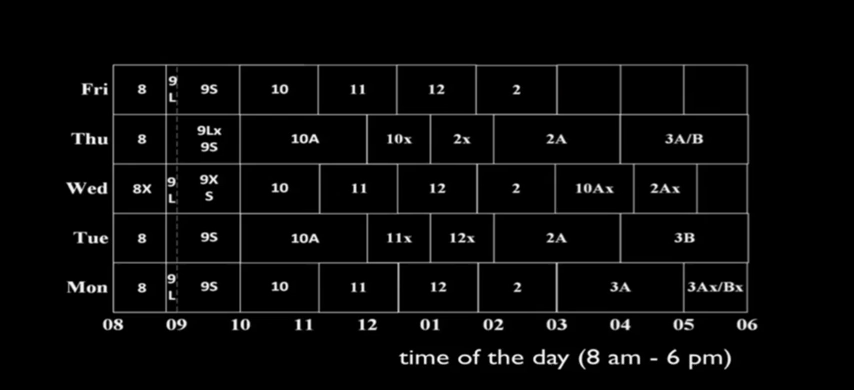 Fri 8 9 L 9S 10 11 12 2
Thu 8 9Lx 9S 10A 10x 2x 2A 3A/B
Wed 8X 9 L 9X S 10 11 12 2 10Ax 2Ax
Tue 8 9S 10A 11x 12x 2A 3B
Mon 8 9 L 9S 10 11 12 2 3A 3Ax/Bx
08 09 10 11 12 01 02 03 04 05 06
time of the day (8 am - 6 pm)